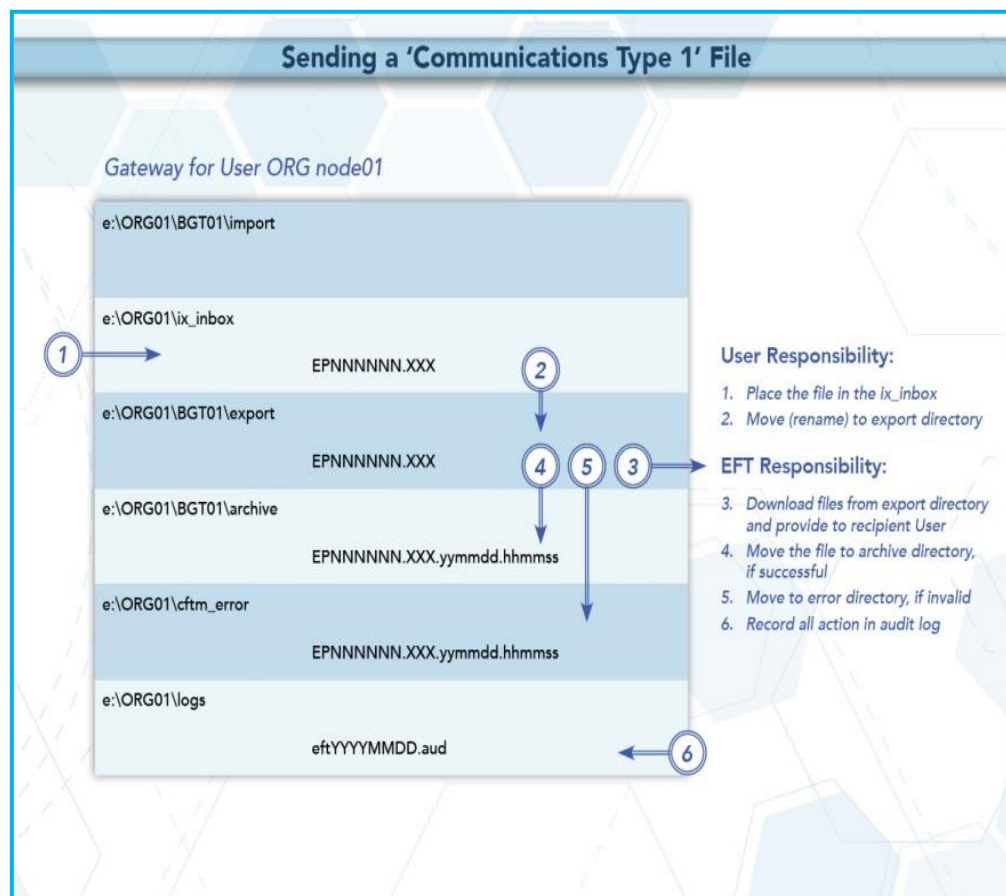 Sending a ‘Communications Type 1’ File
Gateway for User ORG node01
e:\ORG01\BGT01\import
e:\ORG01\ix_inbox
1
EPNNNNNN.XXX
2
e:\ORG01\BGT01\export
EPNNNNNN.XXX
4
5
3
e:\ORG01\BGT01\archive
EPNNNNNN.XXX.yymmdd.hhmmss
e:\ORG01\cftm_error
EPNNNNNN.XXX.yymmdd.hhmmss
e:\ORG01\logs
eftYYYYMMDD.aud
6
User Responsibility:
1. Place the file in the ix_inbox
2. Move (rename) to export directory
EFT Responsibility:
3. Download files from export directory
and provide to recipient User
4. Move the file to archive directory,
if successful
5. Move to error directory, if invalid
6. Record all action in audit log